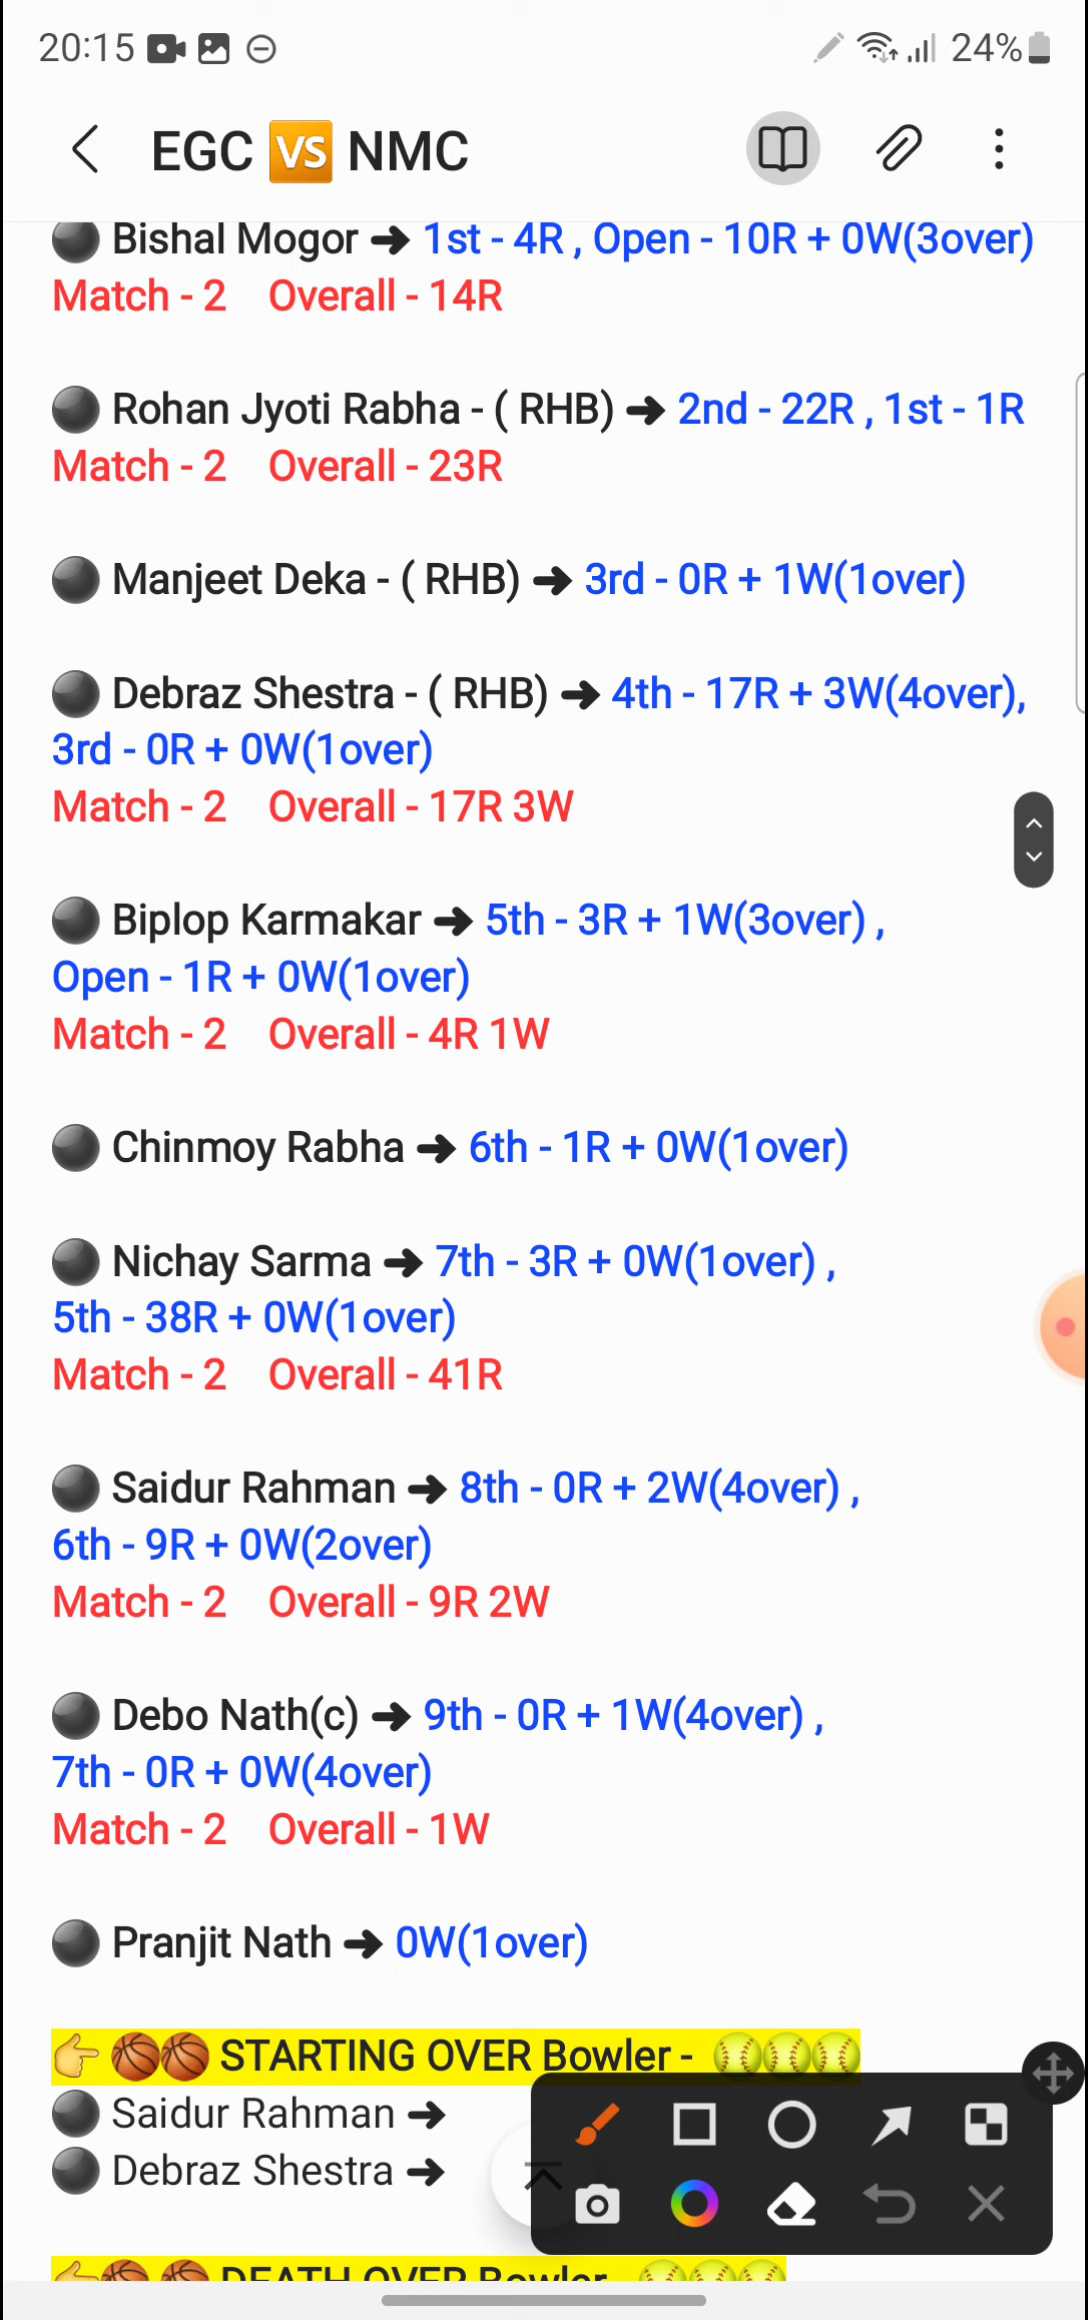 20:15 24%
EGC VS NMC
Bishal Mogor ➔ 1st - 4R , Open - 10R + 0W(3over)
Match - 2 Overall - 14R
Rohan Jyoti Rabha - ( RHB) ➔ 2nd - 22R , 1st - 1R
Match - 2 Overall - 23R
Manjeet Deka - ( RHB) ➔ 3rd - 0R + 1W(1over)
Debraz Shestra - ( RHB) ➔ 4th - 17R + 3W(4over),
3rd - 0R + 0W(1over)
Match - 2 Overall - 17R 3W
Biplop Karmakar ➔ 5th - 3R + 1W(3over) ,
Open - 1R + 0W(1over)
Match - 2 Overall - 4R 1W
Chinmoy Rabha ➔ 6th - 1R + 0W(1over)
Nichay Sarma ➔ 7th - 3R + 0W(1over) ,
5th - 38R + 0W(1over)
Match - 2 Overall - 41R
Saidur Rahman ➔ 8th - 0R + 2W(4over) ,
6th - 9R + 0W(2over)
Match - 2 Overall - 9R 2W
Debo Nath(c) ➔ 9th - 0R + 1W(4over) ,
7th - 0R + 0W(4over)
Match - 2 Overall - 1W
Pranjit Nath ➔ 0W(1over)
STARTING OVER Bowler -
Saidur Rahman ➔
Debraz Shestra ➔
DEATH OVER Bowler